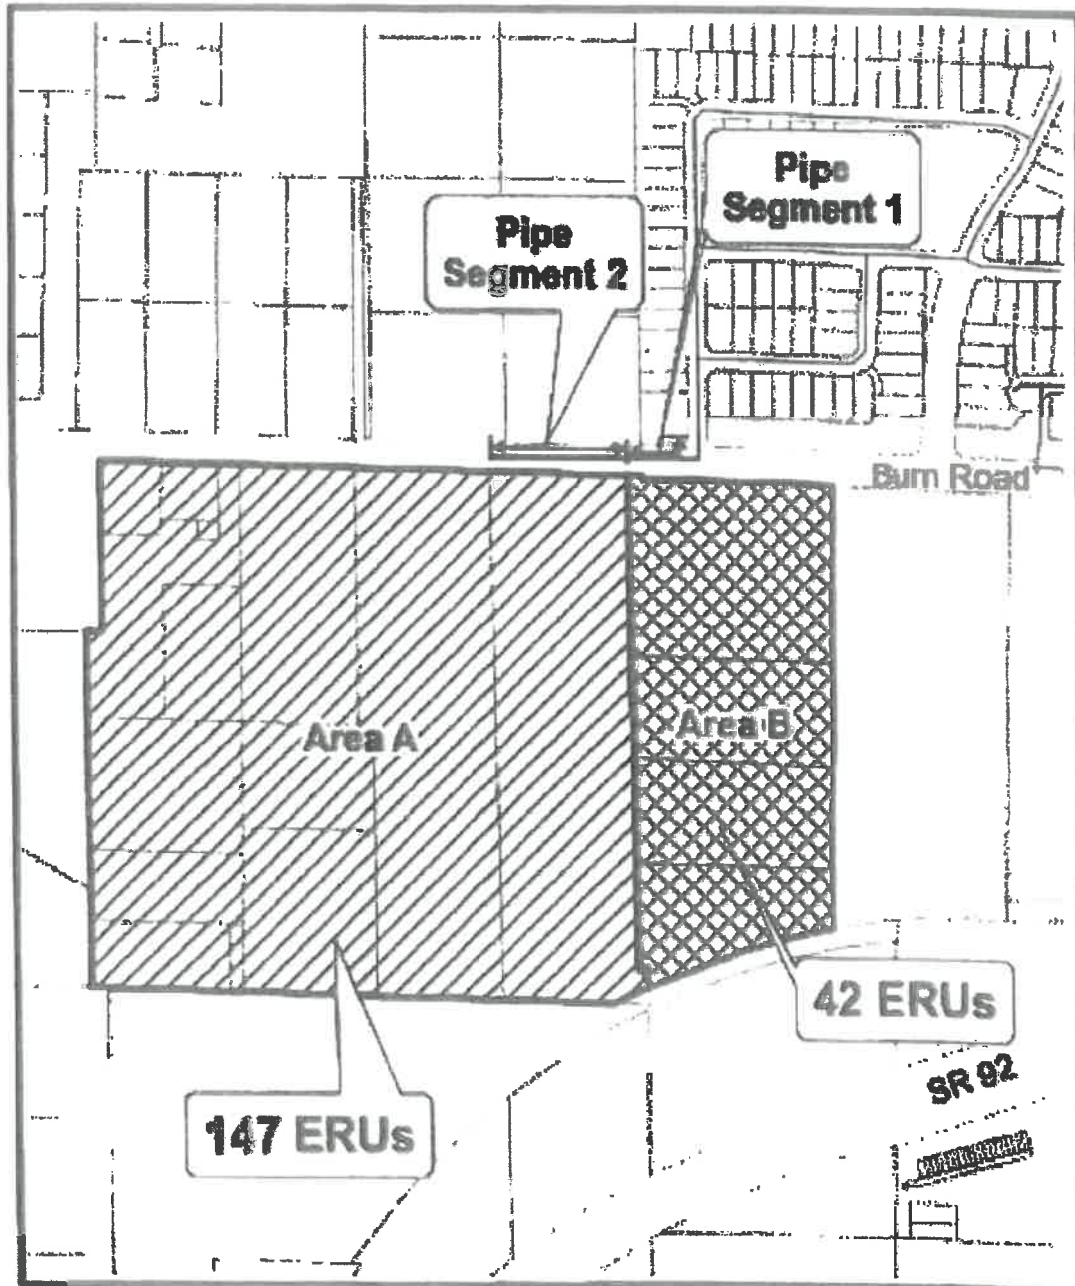 Pipe
Segment 1
Pipe
Segment 2
Burn Road
Area A
Area B
42 ERUs
SR 92
147 ERUs